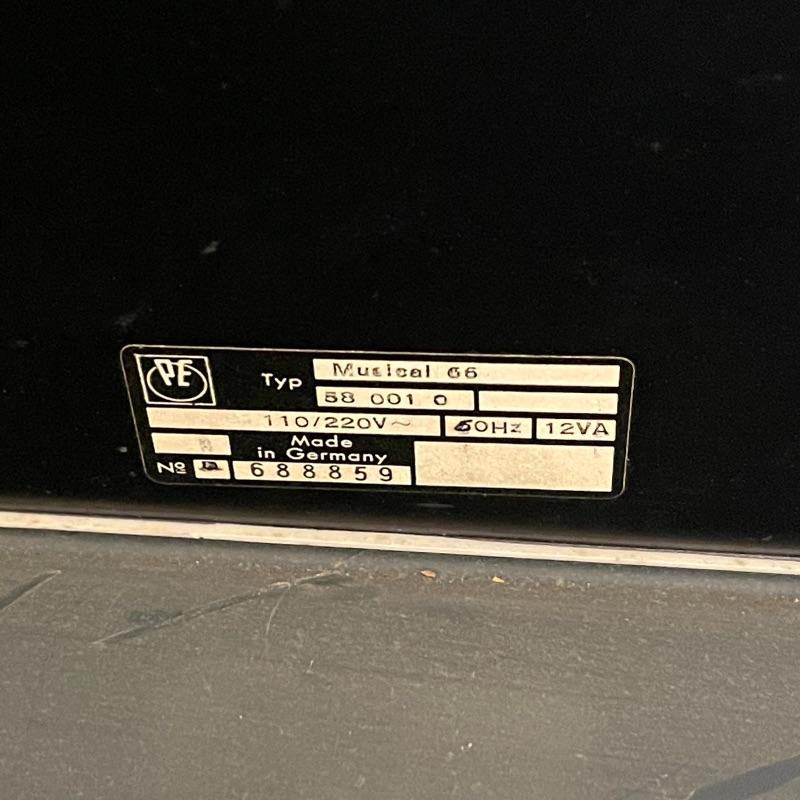 PE
Typ Musical 66
58 001 0
110/220V~ 60Hz 12VA
Made
in Germany
№ 688859